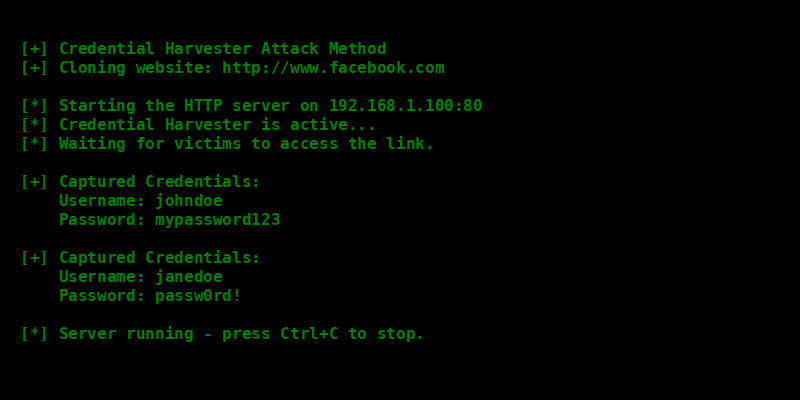 [+] Credential Harvester Attack Method
[+] Cloning website: http://www.facebook.com
[*] Starting the HTTP server on 192.168.1.100:80
[*] Credential Harvester is active...
[*] Waiting for victims to access the link.
[+] Captured Credentials:
Username: johndoe
Password: mypassword123
[+] Captured Credentials:
Username: janedoe
Password: passw0rd!
[*] Server running - press Ctrl+C to stop.